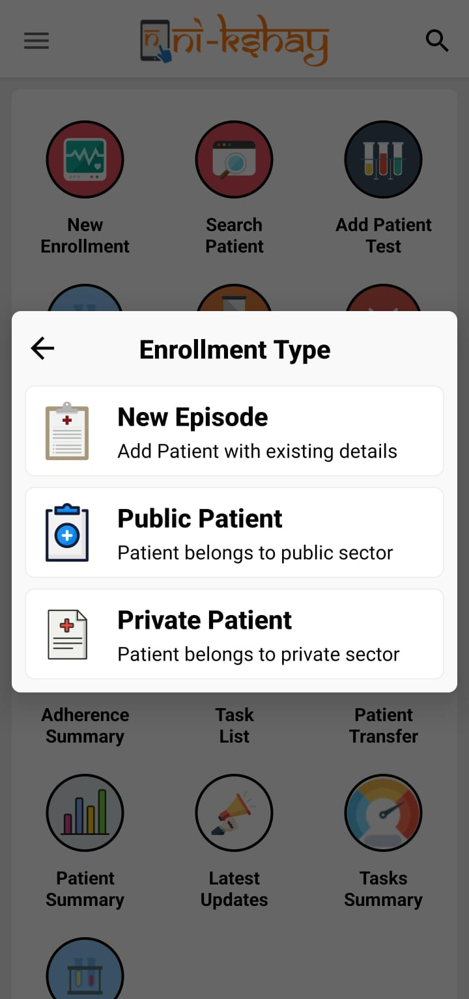 ni-kshay
New Enrollment
Search Patient
Add Patient Test
Enrollment Type
New Episode
Add Patient with existing details
Public Patient
Patient belongs to public sector
Private Patient
Patient belongs to private sector
Adherence Summary
Task List
Patient Transfer
Patient Summary
Latest Updates
Tasks Summary